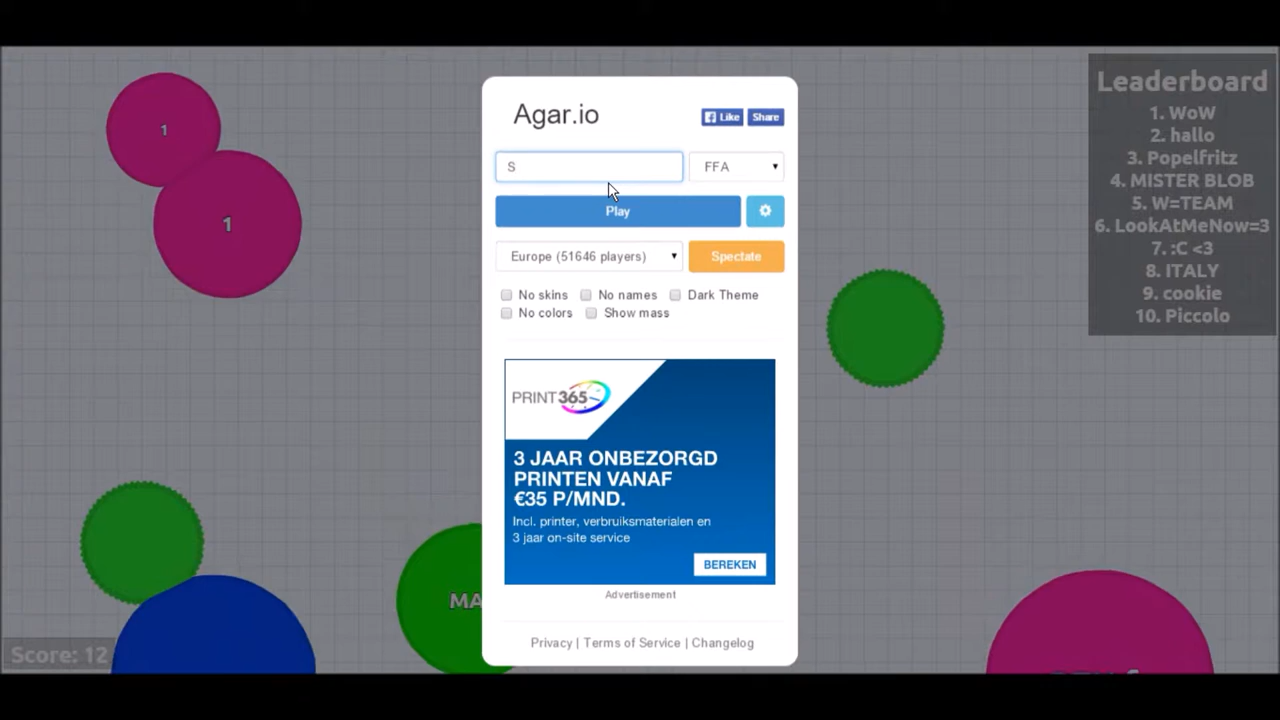 Agar.io
Like Share
S FFA
Play
Europe (51646 players) Spectate
No skins No names Dark Theme
No colors Show mass
PRINT365
3 JAAR ONBEZORGD
PRINTEN VANAF
€35 P/MND.
Incl. printer, verbruiksmaterialen en
3 jaar on-site service
BEREKEN
Advertisement
Privacy | Terms of Service | Changelog
Leaderboard
1. WoW
2. hallo
3. Popelfritz
4. MISTER BLOB
5. W=TEAM
6. LookAtMeNow=3
7. :C <3
8. ITALY
9. cookie
10. Piccolo
1
1
MA
Score: 12